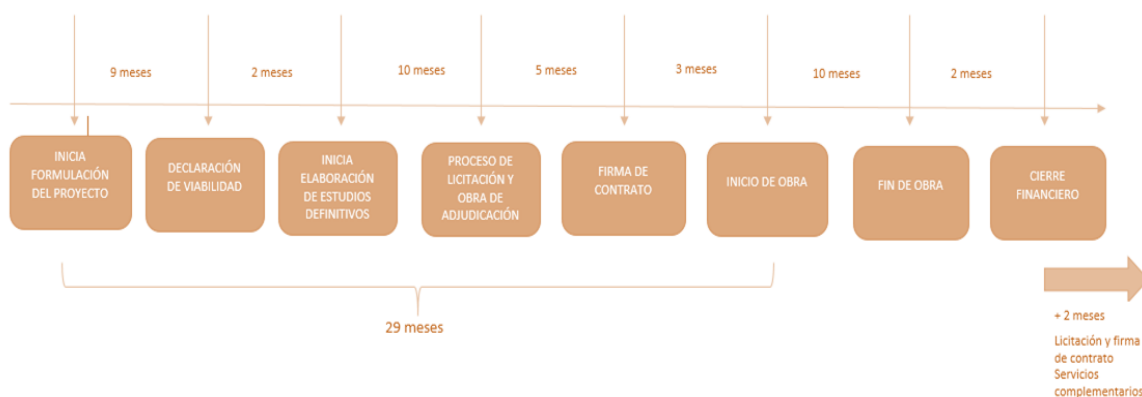 9 meses
2 meses
10 meses
5 meses
3 meses
10 meses
2 meses
INICIA
FORMULACIÓN
DEL PROYECTO
DECLARACIÓN
DE VIABILIDAD
INICIA
ELABORACIÓN
DE ESTUDIOS
DEFINITIVOS
PROCESO DE
LICITACIÓN Y
OBRA DE
ADJUDICACIÓN
FIRMA DE
CONTRATO
INICIO DE OBRA
FIN DE OBRA
CIERRE
FINANCIERO
29 meses
+ 2 meses
Licitación y firma
de contrato
Servicios
complementarios